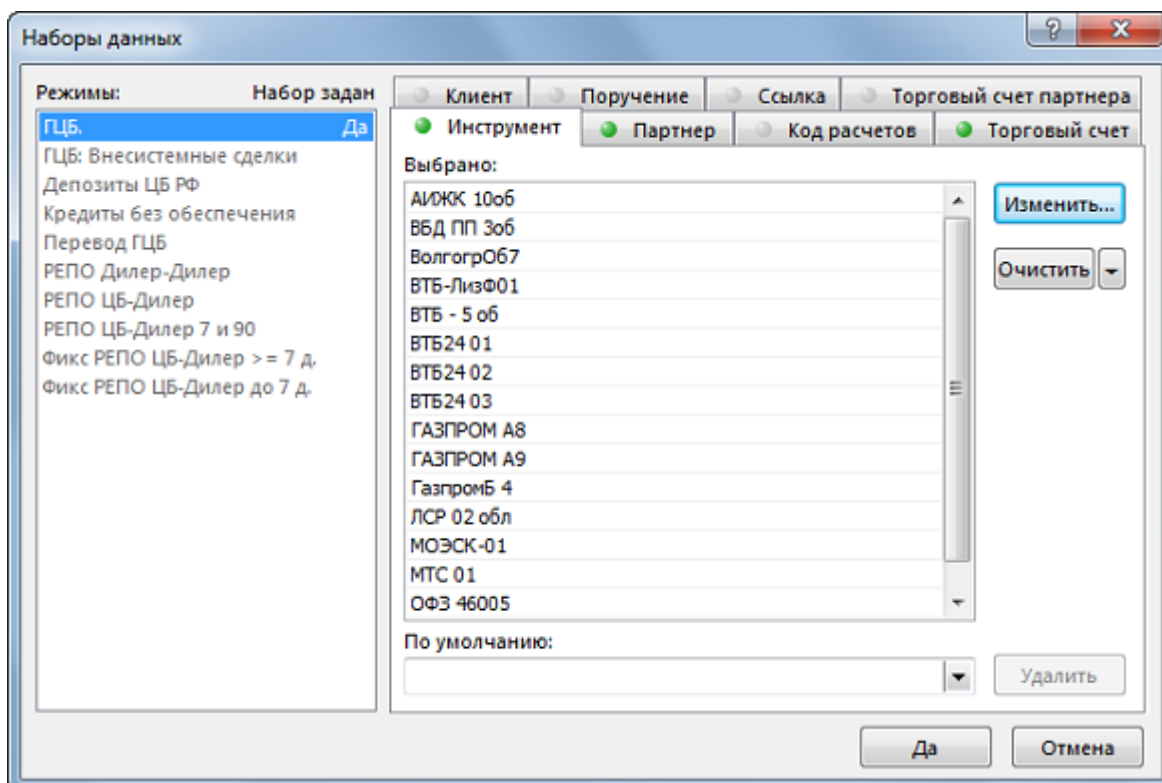 Наборы данных
Режимы: Набор задан
ГЦБ. Да
ГЦБ: Внесистемные сделки
Депозиты ЦБ РФ
Кредиты без обеспечения
Перевод ГЦБ
РЕПО Дилер-Дилер
РЕПО ЦБ-Дилер
РЕПО ЦБ-Дилер 7 и 90
Фикс РЕПО ЦБ-Дилер >= 7 д.
Фикс РЕПО ЦБ-Дилер до 7 д.
Клиент Поручение Ссылка Торговый счет партнера
Инструмент Партнер Код расчетов Торговый счет
Выбрано:
АИЖК 10об
ВБД ПП 3об
ВолгогрОб7
ВТБ-ЛизФ01
ВТБ - 5 об
ВТБ24 01
ВТБ24 02
ВТБ24 03
ГАЗПРОМ А8
ГАЗПРОМ А9
ГазпромБ 4
ЛСР 02 обл
МОЭСК-01
МТС 01
ОФЗ 46005
Изменить...
Очистить
По умолчанию:
Удалить
Да Отмена